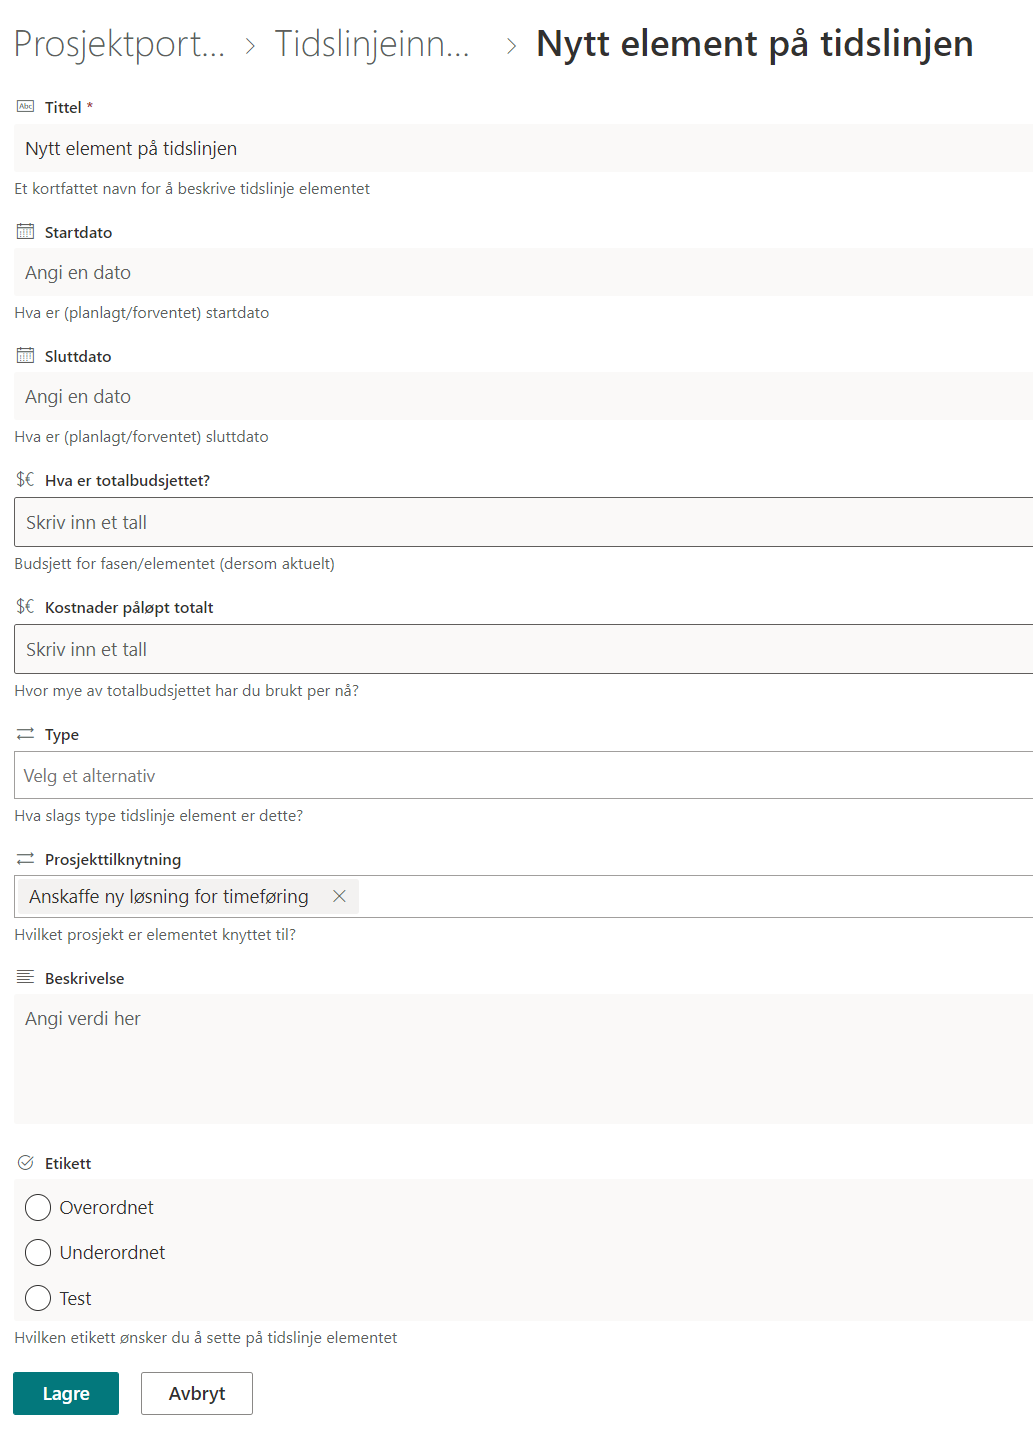 Prosjektport... > Tidslinjeinn... > Nytt element på tidslinjen
Abc Tittel *
Nytt element på tidslinjen
Et kortfattet navn for å beskrive tidslinje elementet
Startdato
Angi en dato
Hva er (planlagt/forventet) startdato
Sluttdato
Angi en dato
Hva er (planlagt/forventet) sluttdato
$€ Hva er totalbudsjettet?
Skriv inn et tall
Budsjett for fasen/elementet (dersom aktuelt)
$€ Kostnader påløpt totalt
Skriv inn et tall
Hvor mye av totalbudsjettet har du brukt per nå?
Type
Velg et alternativ
Hva slags type tidslinje element er dette?
Prosjekttilknytning
Anskaffe ny løsning for timeføring
Hvilket prosjekt er elementet knyttet til?
Beskrivelse
Angi verdi her
Etikett
Overordnet
Underordnet
Test
Hvilken etikett ønsker du å sette på tidslinje elementet
Lagre Avbryt